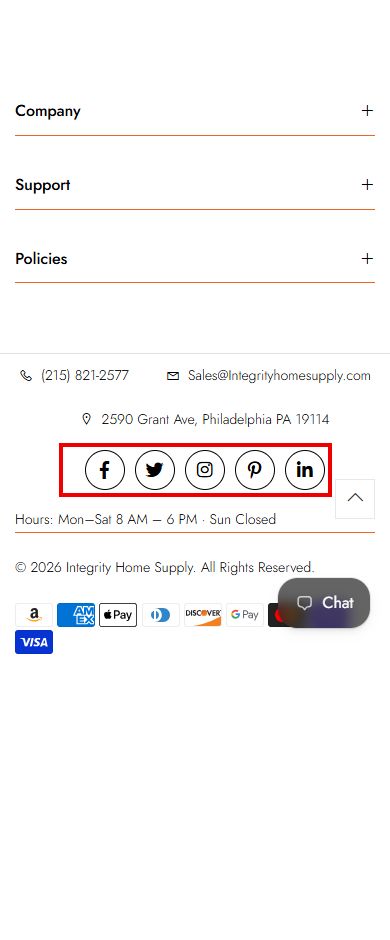 Company
Support
Policies
(215) 821-2577 Sales@Integrityhomesupply.com
2590 Grant Ave, Philadelphia PA 19114
Hours: Mon–Sat 8 AM – 6 PM · Sun Closed
© 2026 Integrity Home Supply. All Rights Reserved.
Chat
a AMEX Pay DISCOVER G Pay
VISA